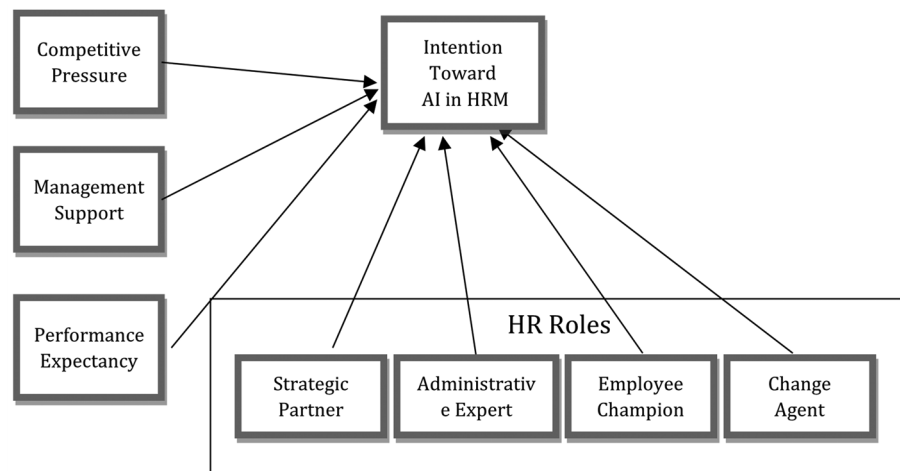 Competitive
Pressure
Intention
Toward
AI in HRM
Management
Support
Performance
Expectancy
HR Roles
Strategic
Partner
Administrativ
e Expert
Employee
Champion
Change
Agent